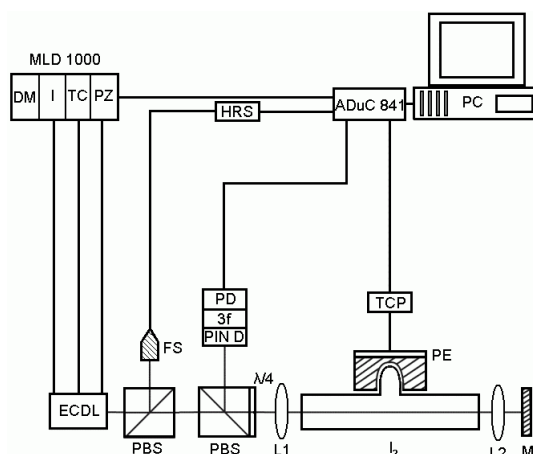 MLD 1000
DM I TC PZ
HRS
ADuC 841
PC
PD
3f
PIN D
FS
TCP
PE
λ/4
ECDL
PBS
PBS
L1
I₂
L2
M